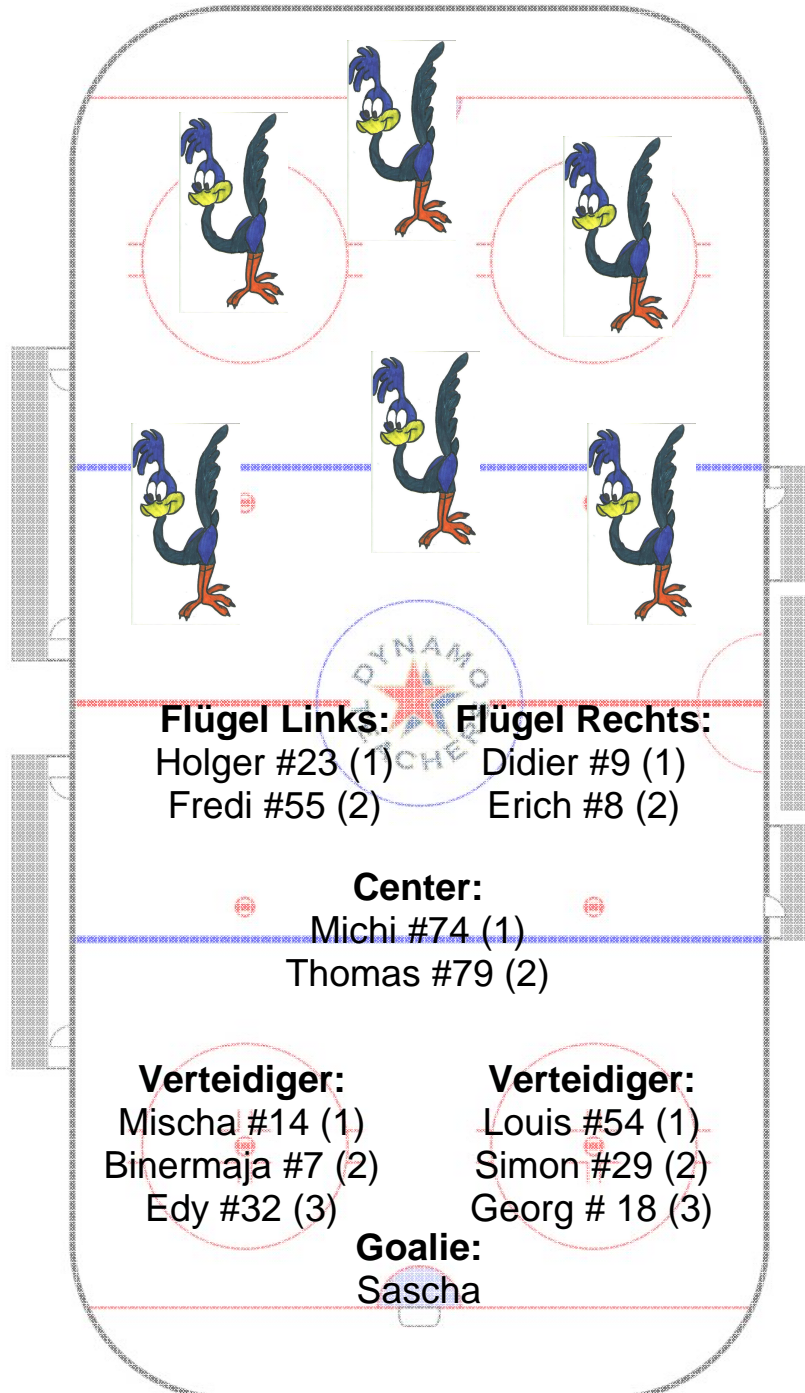 DYNAMO
Flügel Links:
Holger #23 (1)
Fredi #55 (2)
Flügel Rechts:
Didier #9 (1)
Erich #8 (2)
Center:
Michi #74 (1)
Thomas #79 (2)
Verteidiger:
Mischa #14 (1)
Binermaja #7 (2)
Edy #32 (3)
Verteidiger:
Louis #54 (1)
Simon #29 (2)
Georg # 18 (3)
Goalie:
Sascha